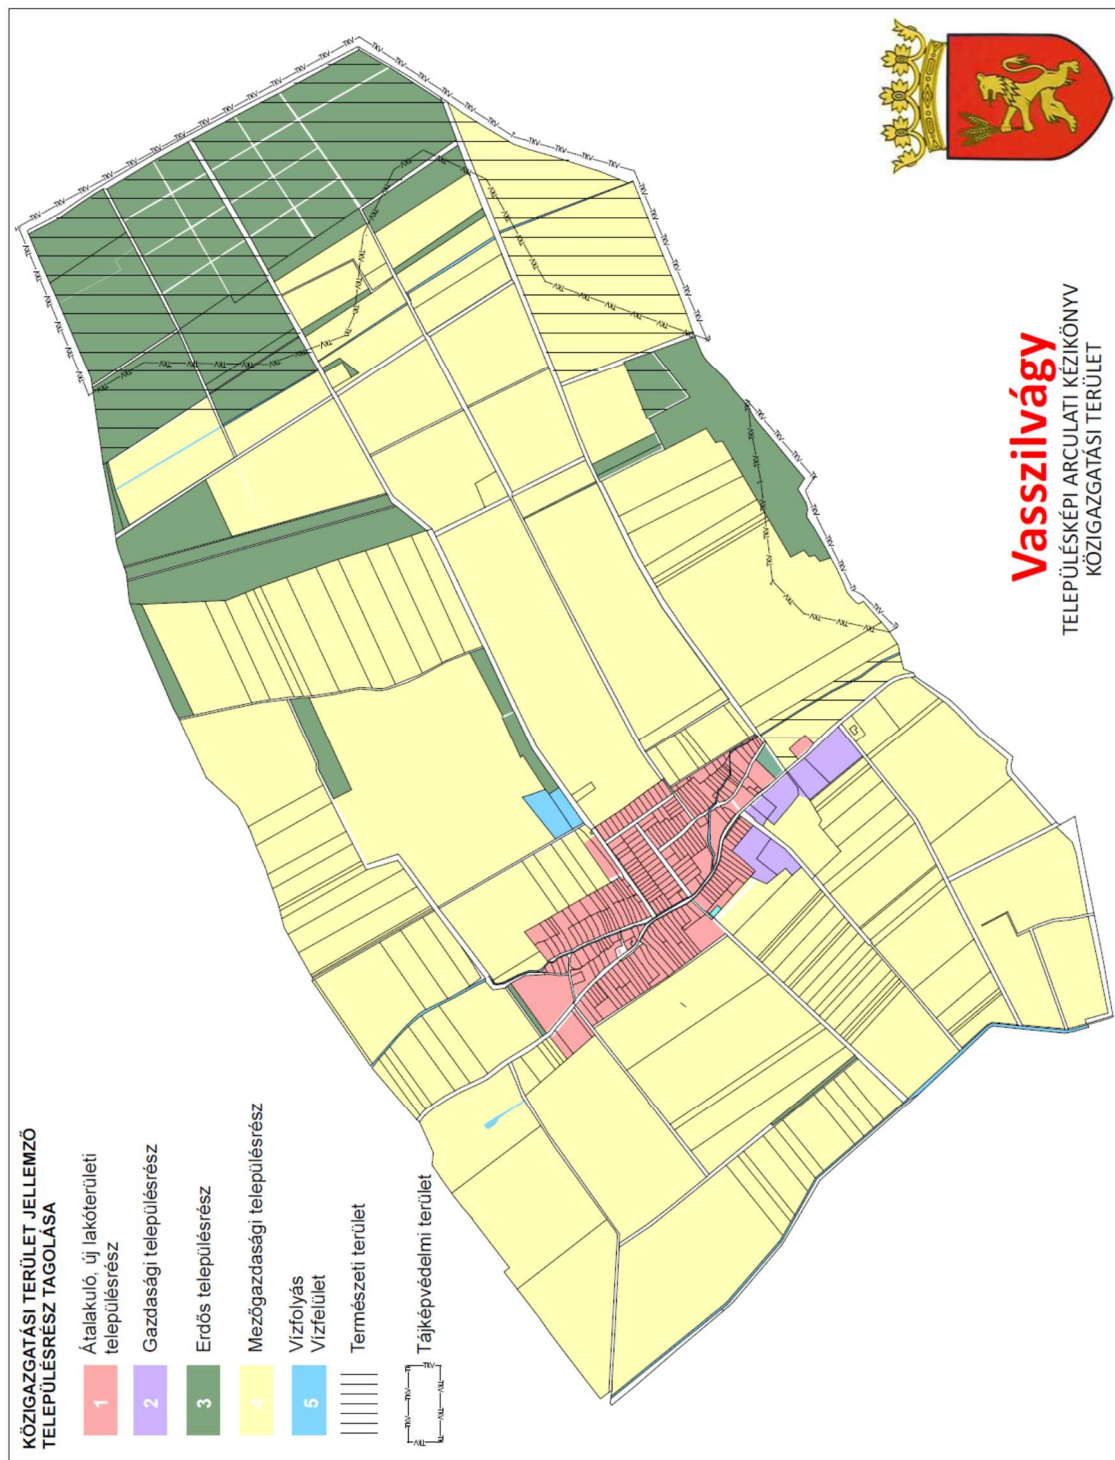 KÖZIGAZGATÁSI TERÜLET JELLEMZŐ
TELEPÜLÉSRÉSZ TAGOLÁSA
1
Átalakuló, új lakóterületi
településrész
2
Gazdasági településrész
3
Erdős településrész
4
Mezőgazdasági településrész
5
Vízfolyás
Vízfelület
Természeti terület
Tájképvédelmi terület
Vasszilvágy
TELEPÜLÉSKÉPI ARCULATI KÉZIKÖNYV
KÖZIGAZGATÁSI TERÜLET